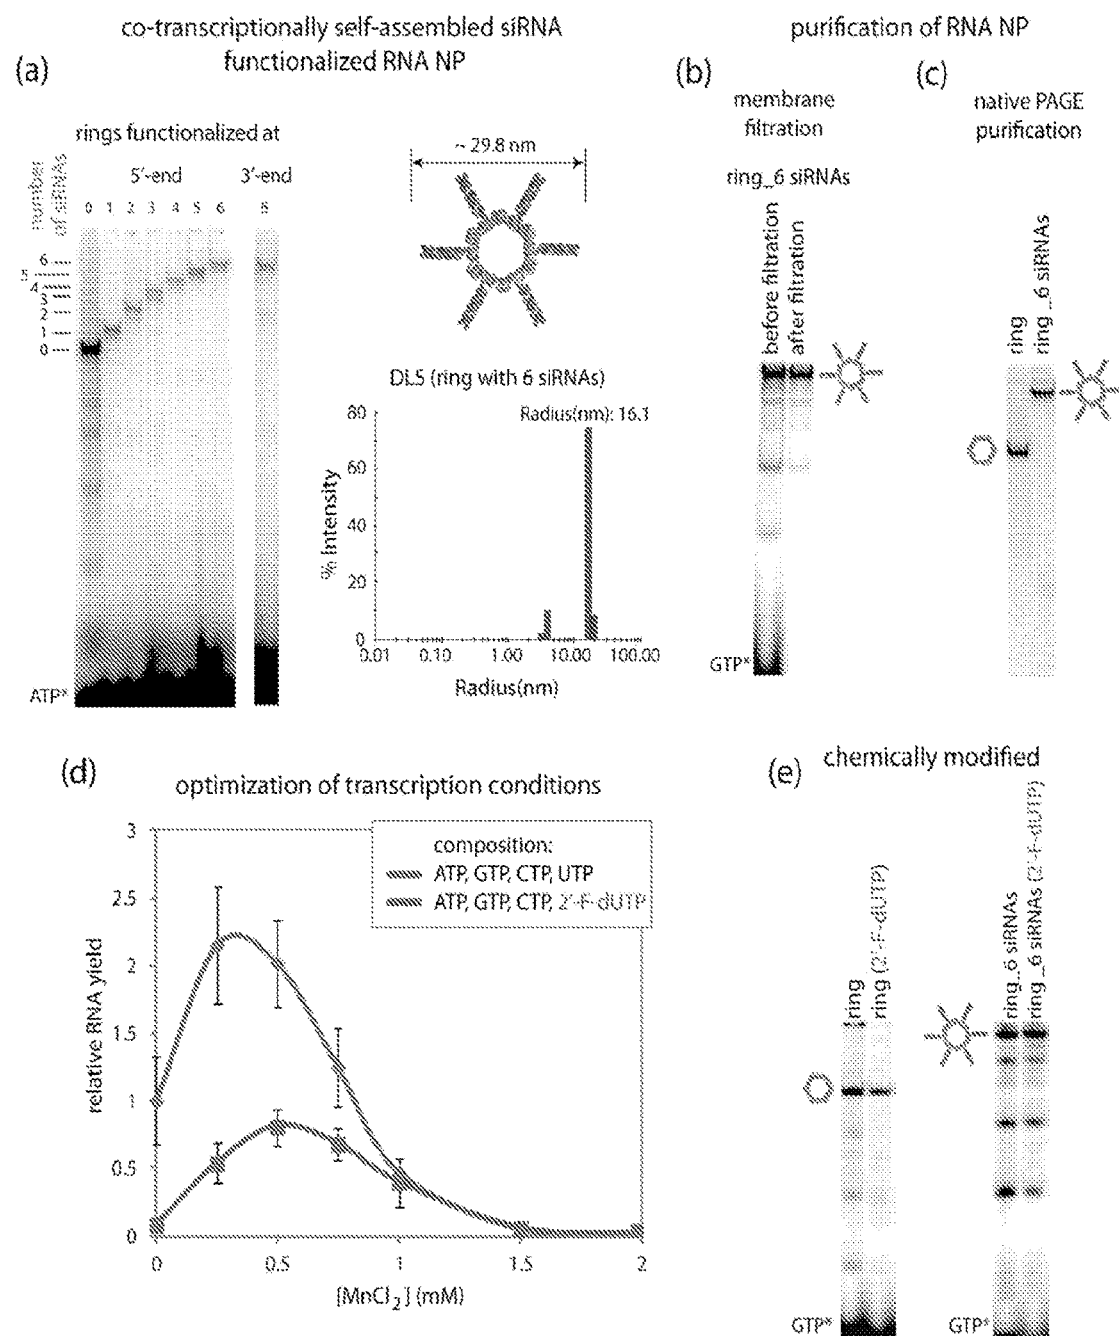 co-transcriptionally self-assembled siRNA
functionalized RNA NP
purification of RNA NP
(a)
rings functionalized at
5'-end
3'-end
number
of siRNAs
0 1 2 3 4 5 6
6
5
4
3
2
1
0
ATP*
~ 29.8 nm
DLS (ring with 6 siRNAs)
Radius(nm): 16.1
% Intensity
80
60
40
20
0
0.01 0.10 1.00 10.00 100.00
Radius(nm)
(b)
membrane
filtration
ring_6 siRNAs
before filtration
after filtration
GTP*
(c)
native PAGE
purification
ring
ring_6 siRNAs
(d)
optimization of transcription conditions
composition:
ATP, GTP, CTP, UTP
ATP, GTP, CTP, 2'-F-dUTP
relative RNA yield
3
2.5
2
1.5
1
0.5
0
0 0.5 1 1.5 2
[MnCl2] (mM)
(e)
chemically modified
ring
ring (2'-F-dUTP)
GTP*
ring_6 siRNAs
ring_6 siRNAs (2'-F-dUTP)
GTP*